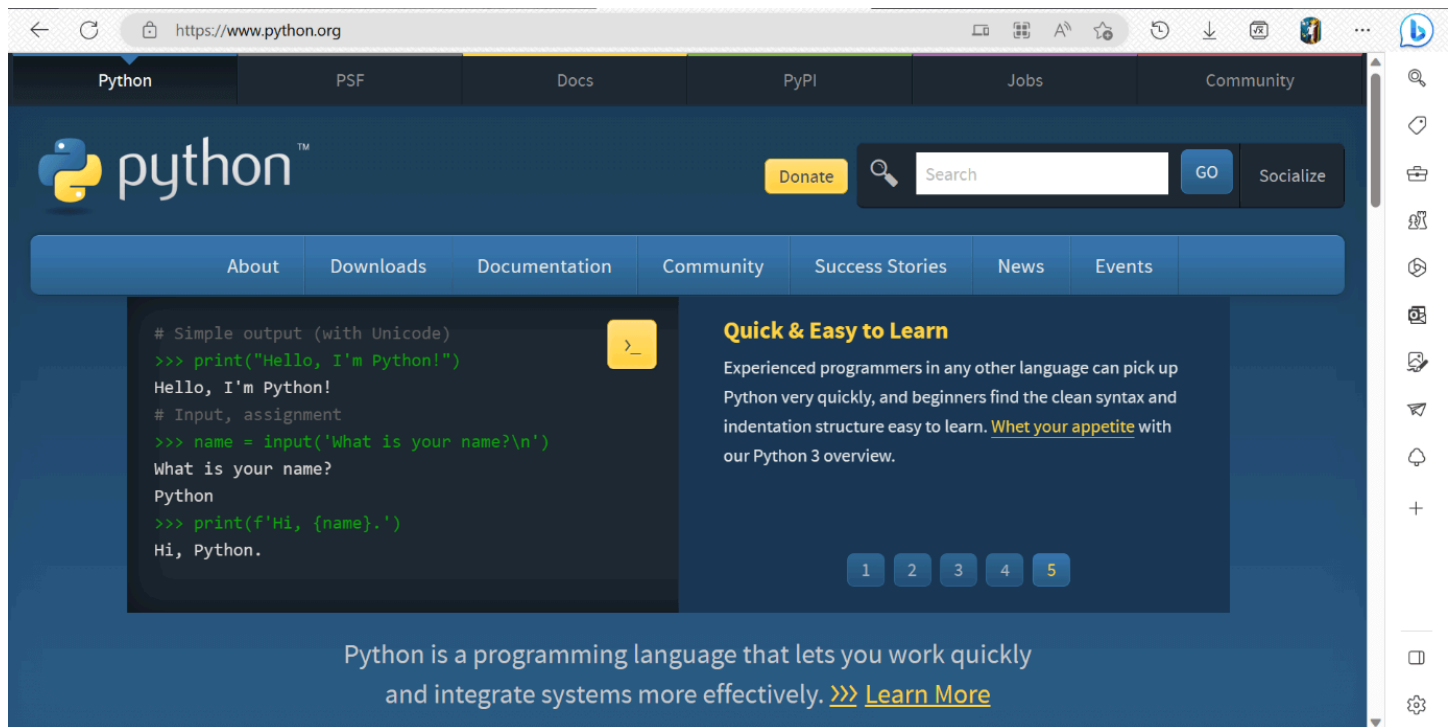 https://www.python.org
Python PSF Docs PyPI Jobs Community
python™
Donate Search GO Socialize
About Downloads Documentation Community Success Stories News Events
# Simple output (with Unicode)
>>> print("Hello, I'm Python!")
Hello, I'm Python!
# Input, assignment
>>> name = input('What is your name?\n')
What is your name?
Python
>>> print(f'Hi, {name}.')
Hi, Python.
>_
Quick & Easy to Learn
Experienced programmers in any other language can pick up
Python very quickly, and beginners find the clean syntax and
indentation structure easy to learn. Whet your appetite with
our Python 3 overview.
1 2 3 4 5
Python is a programming language that lets you work quickly
and integrate systems more effectively. >>> Learn More